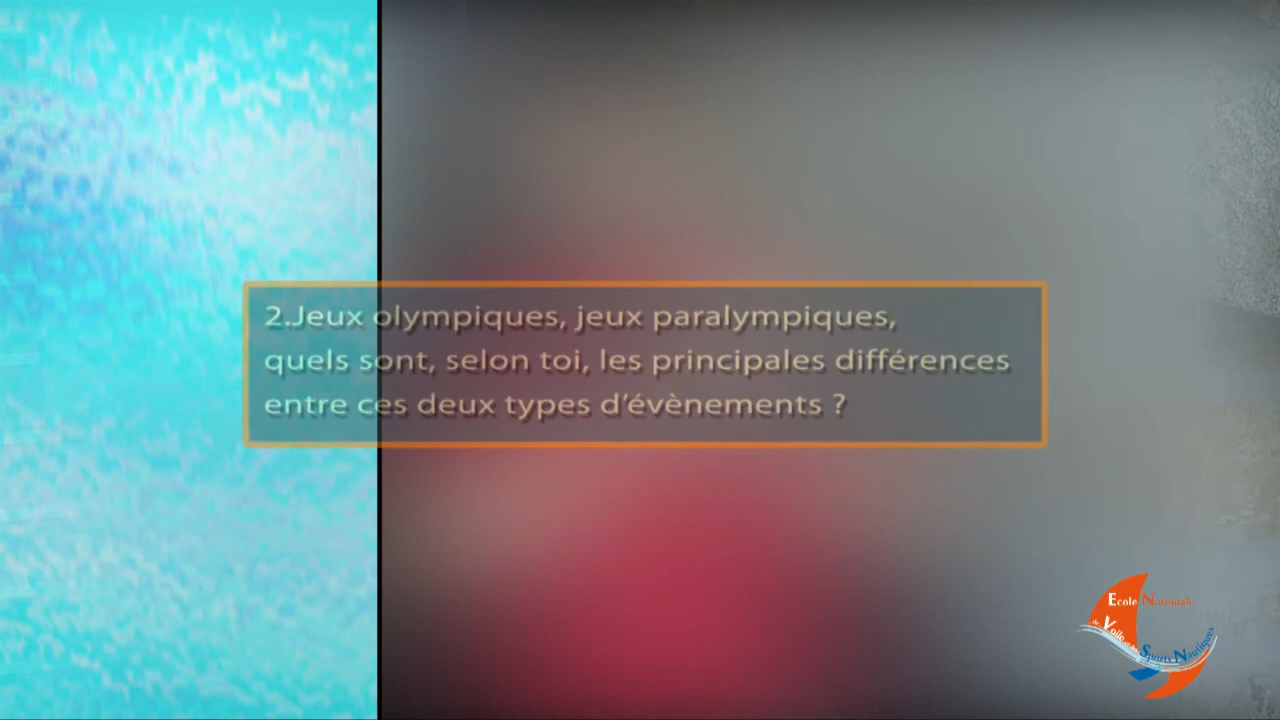 2.Jeux olympiques, jeux paralympiques,
quels sont, selon toi, les principales différences
entre ces deux types d'évènements ?
Ecole Nationale
de Voile et des
Sports Nautiques